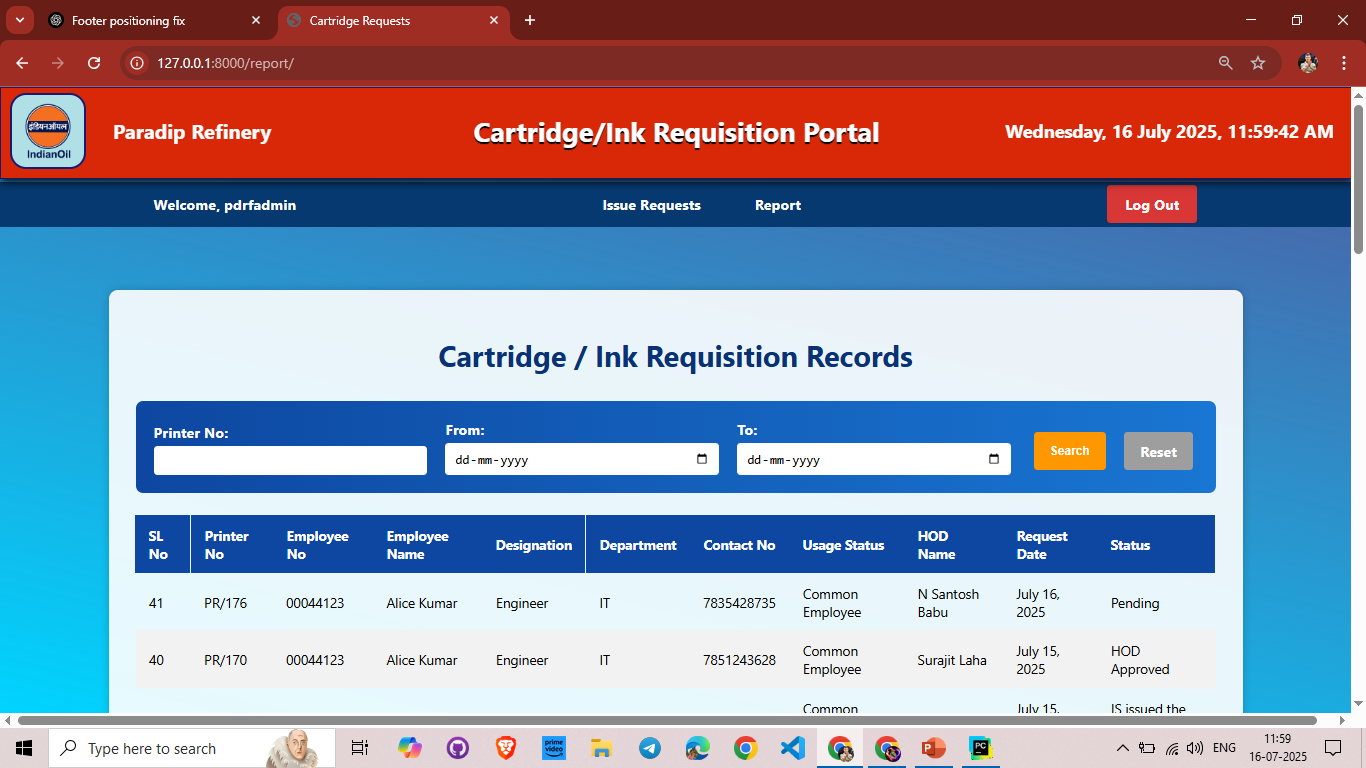 Footer positioning fix
Cartridge Requests
127.0.0.1:8000/report/
इंडियनऑयल
IndianOil
Paradip Refinery
Cartridge/Ink Requisition Portal
Wednesday, 16 July 2025, 11:59:42 AM
Welcome, pdrfadmin
Issue Requests
Report
Log Out
Cartridge / Ink Requisition Records
Printer No:
From:
To:
dd-mm-yyyy
dd-mm-yyyy
Search
Reset
SL No Printer No Employee No Employee Name Designation Department Contact No Usage Status HOD Name Request Date Status
41 PR/176 00044123 Alice Kumar Engineer IT 7835428735 Common Employee N Santosh Babu July 16, 2025 Pending
40 PR/170 00044123 Alice Kumar Engineer IT 7851243628 Common Employee Surajit Laha July 15, 2025 HOD Approved
Common July 15, IS issued the
Type here to search
prime video
PC
ENG
11:59
16-07-2025